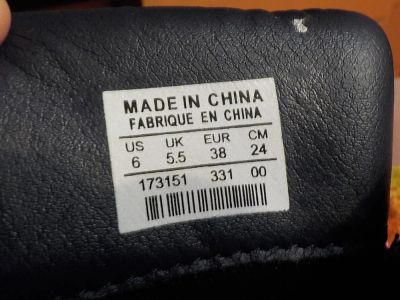 MADE IN CHINA
FABRIQUE EN CHINA
US UK EUR CM
6 5.5 38 24
173151 331 00